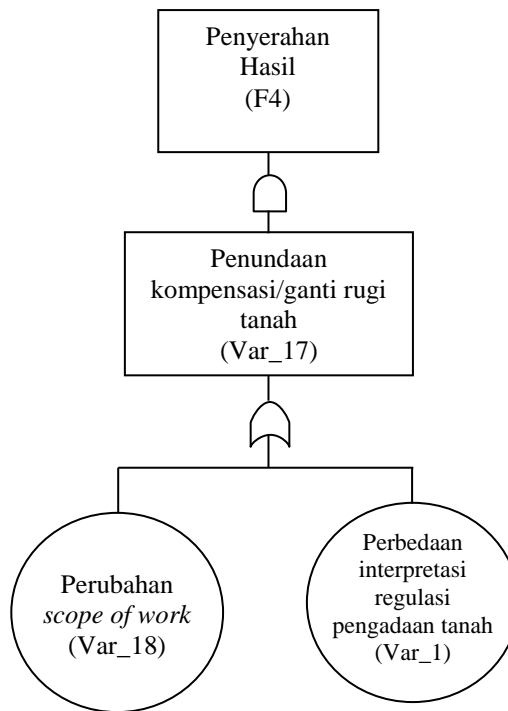 Penyerahan
Hasil
(F4)
Penundaan
kompensasi/ganti rugi
tanah
(Var_17)
Perubahan
scope of work
(Var_18)
Perbedaan
interpretasi
regulasi
pengadaan tanah
(Var_1)